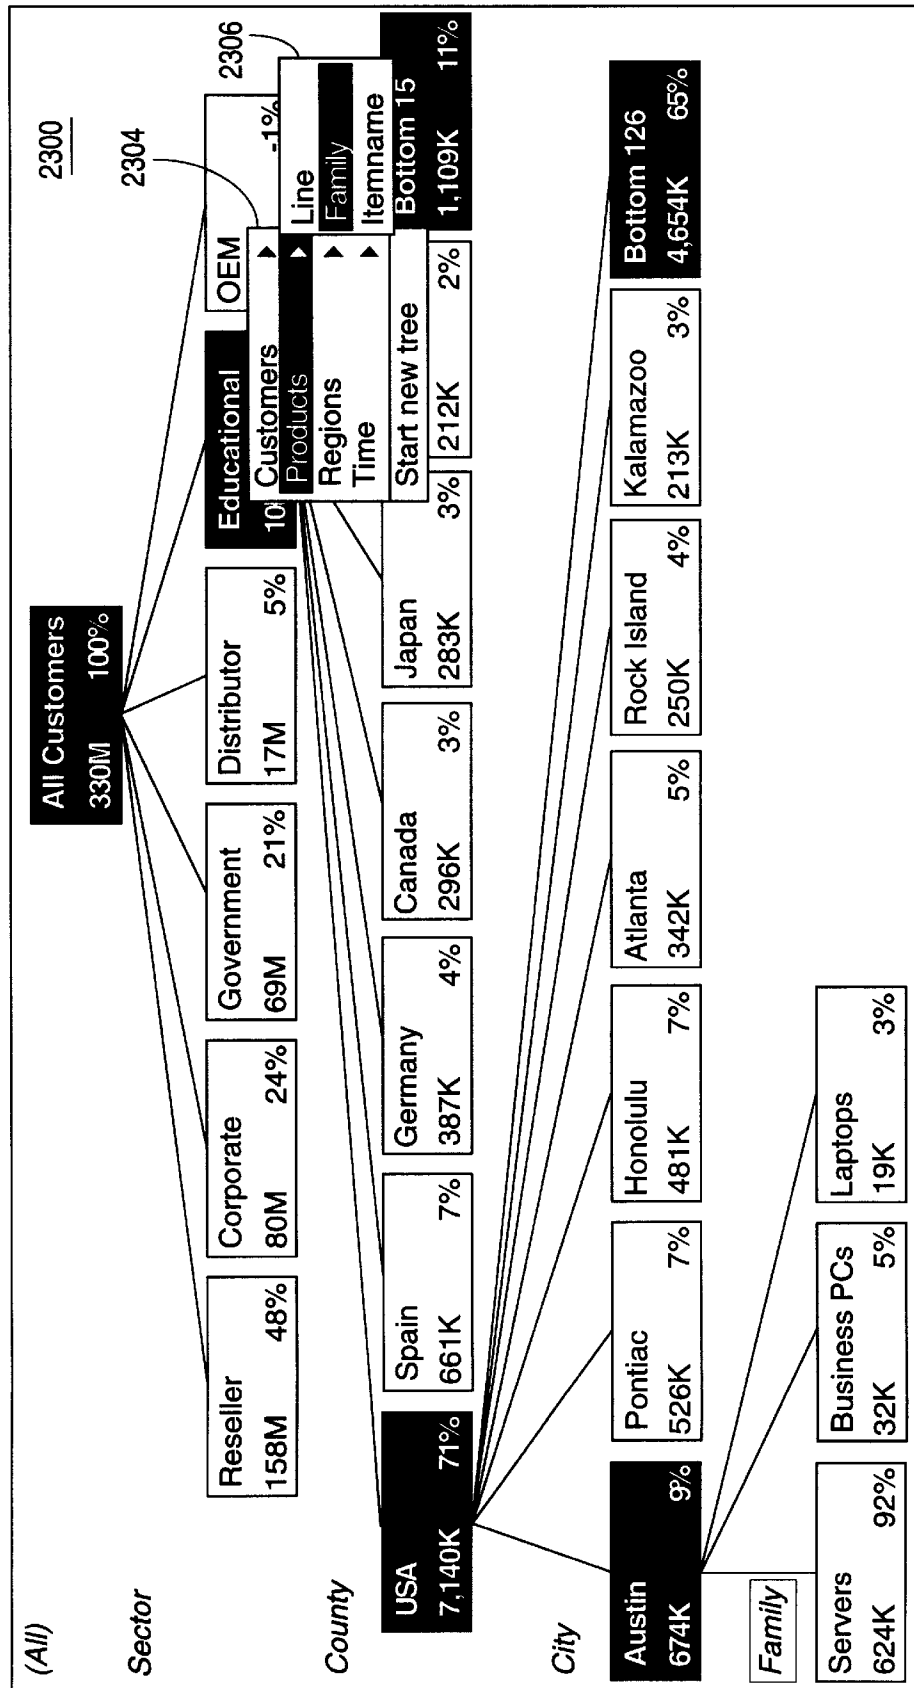 2300
(All)
All Customers
330M 100%
2304
2306
Sector
Reseller
158M 48%
Corporate
80M 24%
Government
69M 21%
Distributor
17M 5%
Educational
10
OEM
-1%
Customers
Products
Regions
Time
Start new tree
Line
Family
Itemname
County
USA
7,140K 71%
Spain
661K 7%
Germany
387K 4%
Canada
296K 3%
Japan
283K 3%
212K 2%
Bottom 15
1,109K 11%
City
Austin
674K 9%
Pontiac
526K 7%
Honolulu
481K 7%
Atlanta
342K 5%
Rock Island
250K 4%
Kalamazoo
213K 3%
Bottom 126
4,654K 65%
Family
Servers
624K 92%
Business PCs
32K 5%
Laptops
19K 3%